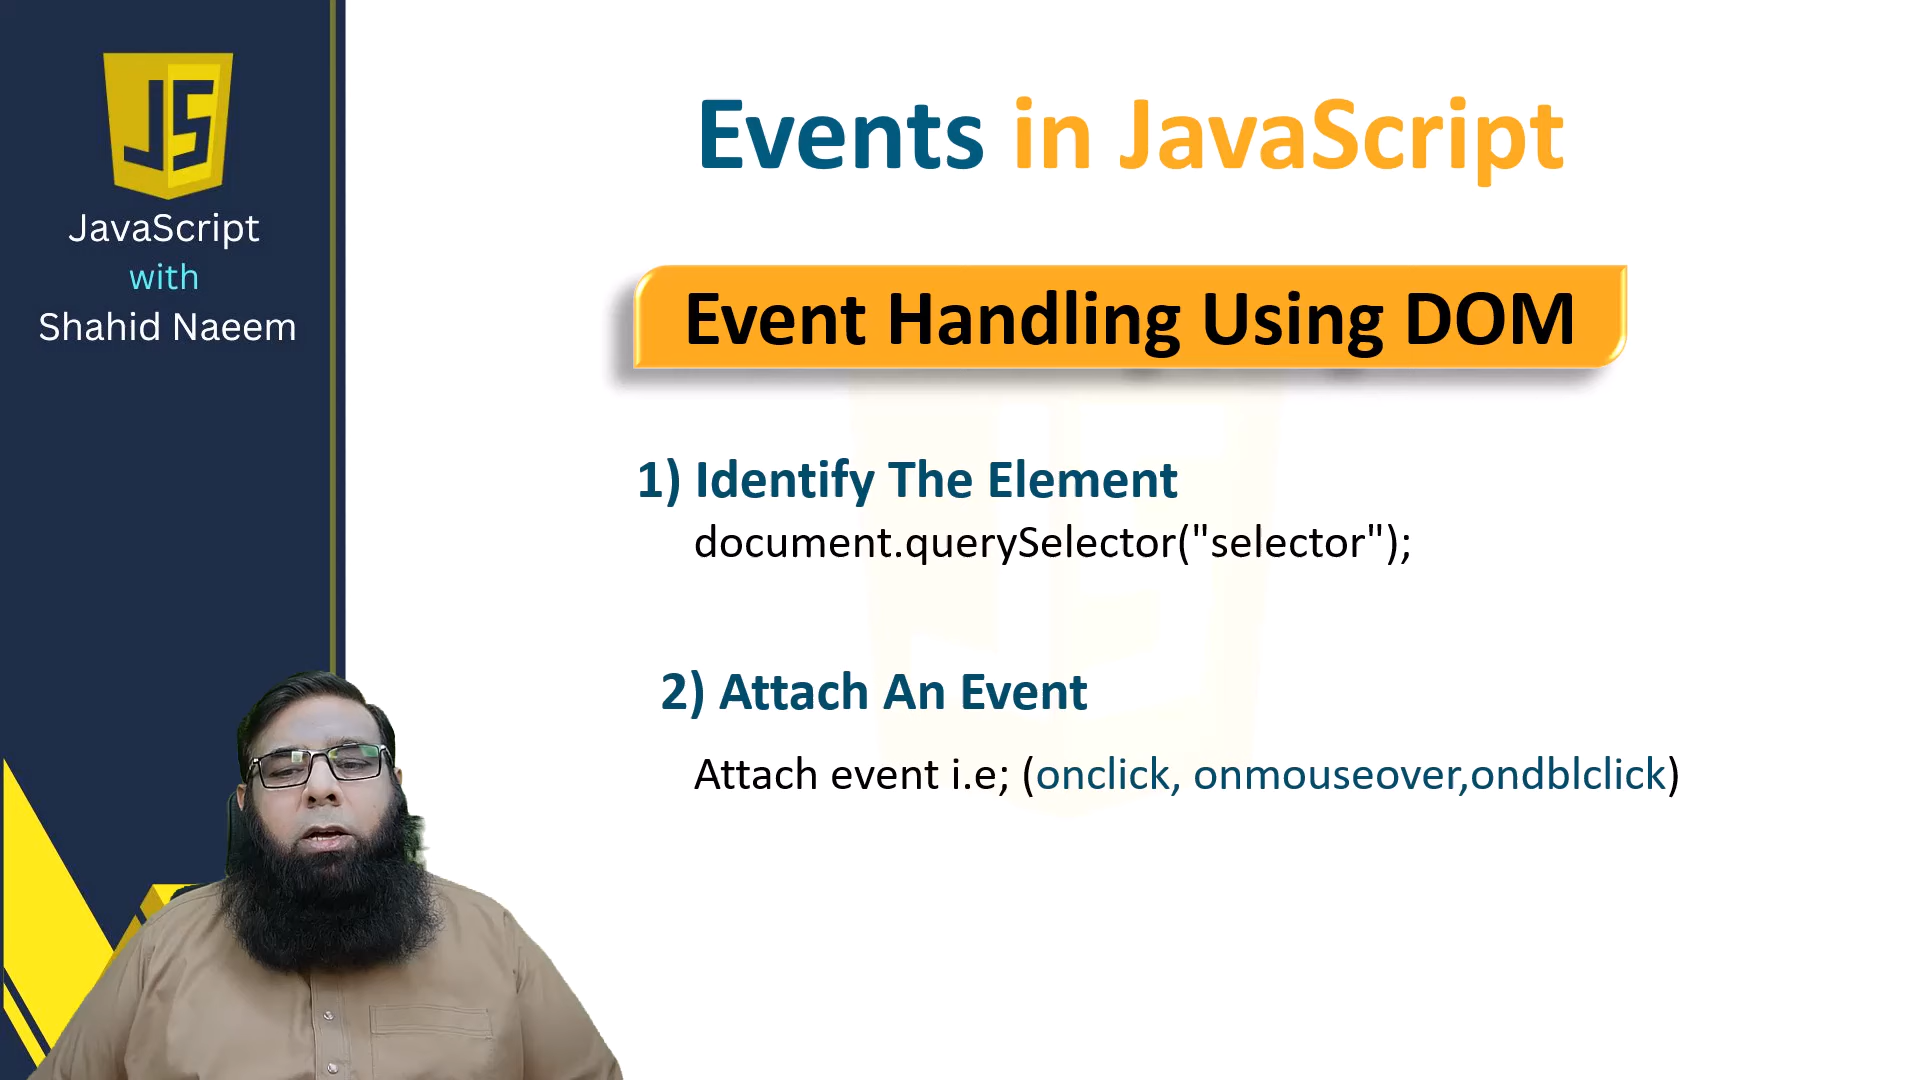 JS
JavaScript
with
Shahid Naeem
Events in JavaScript
Event Handling Using DOM
1) Identify The Element
document.querySelector("selector");
2) Attach An Event
Attach event i.e; (onclick, onmouseover,ondblclick)